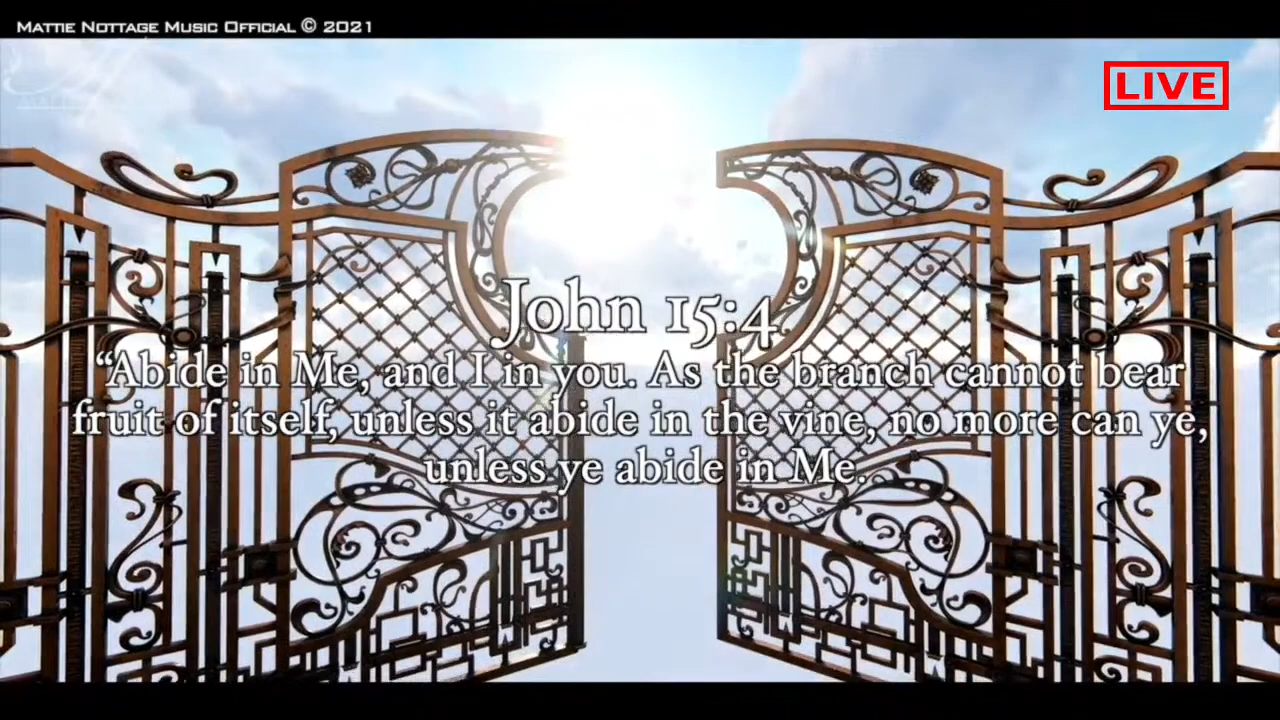 Mattie Nottage Music Official © 2021
LIVE
John 15:4
“Abide in Me, and I in you. As the branch cannot bear
fruit of itself, unless it abide in the vine, no more can ye,
unless ye abide in Me.